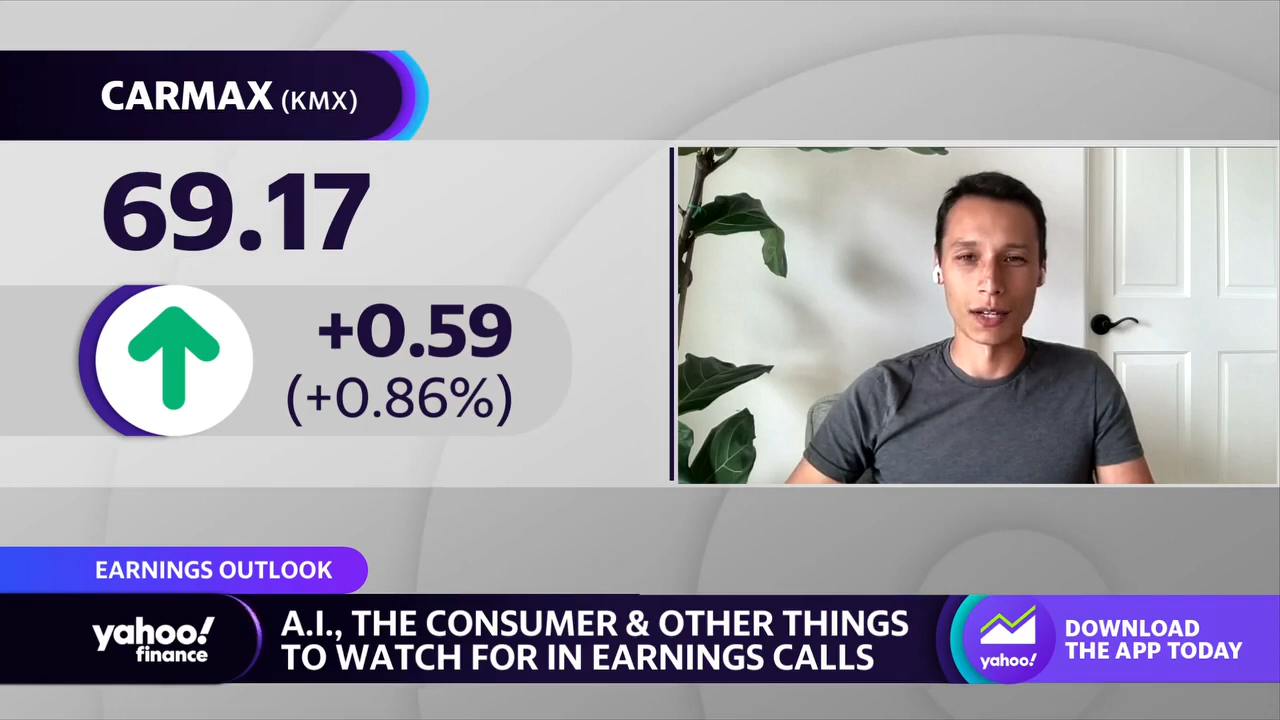 CARMAX (KMX)
69.17
+0.59
(+0.86%)
EARNINGS OUTLOOK
yahoo!
finance
A.I., THE CONSUMER & OTHER THINGS
TO WATCH FOR IN EARNINGS CALLS
yahoo!
DOWNLOAD
THE APP TODAY